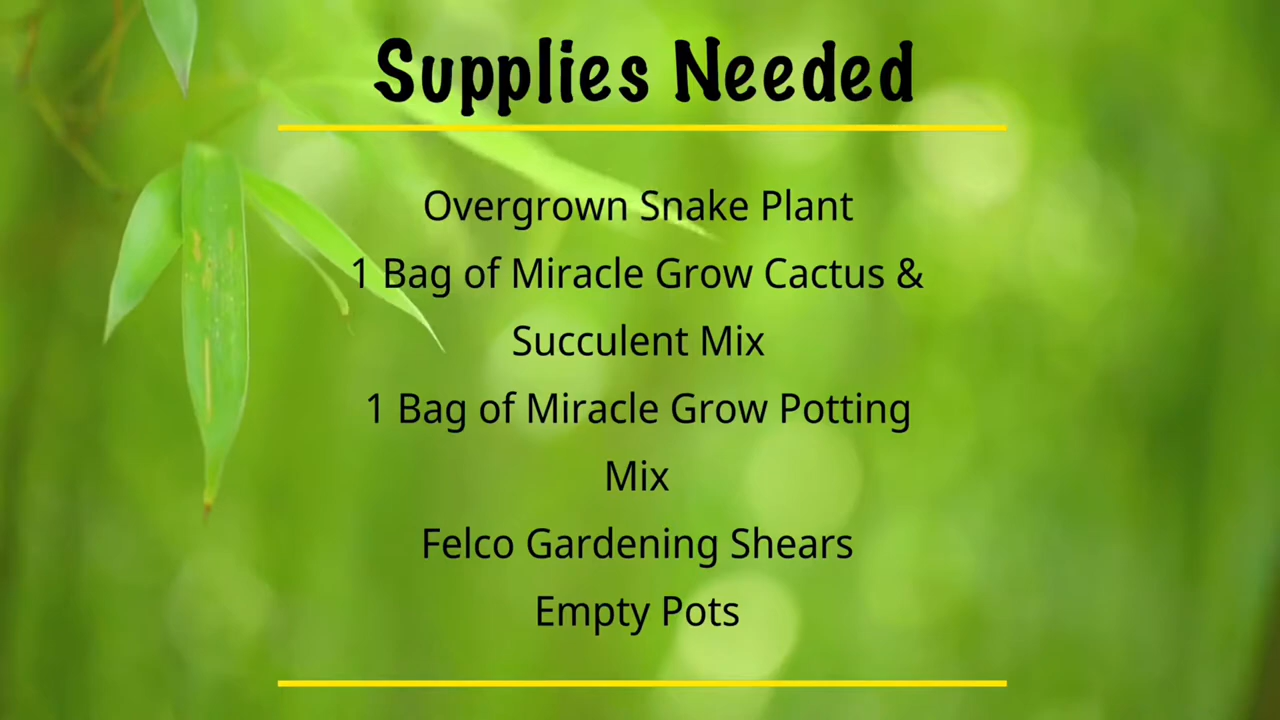 Supplies Needed
Overgrown Snake Plant
1 Bag of Miracle Grow Cactus &
Succulent Mix
1 Bag of Miracle Grow Potting
Mix
Felco Gardening Shears
Empty Pots